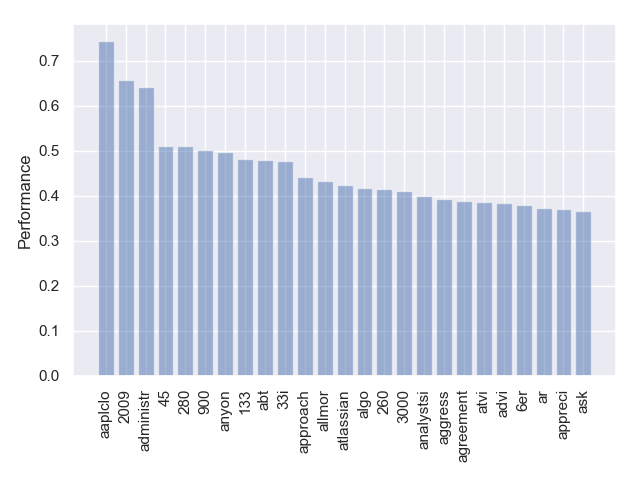 0.7
0.6
0.5
0.4
0.3
0.2
0.1
0.0
Performance
aaplclo
2009
administr
45
280
900
anyon
133
abt
33i
approach
allmor
atlassian
algo
260
3000
analystsi
aggress
agreement
atvi
advi
6er
ar
appreci
ask